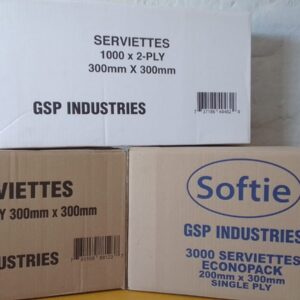 SERVIETTES
1000 x 2-PLY
300mm X 300mm
GSP INDUSTRIES
VIETTES
Y 300mm x 300mm
INDUSTRIES
Softie
GSP INDUSTRIES
3000 SERVIETTES
ECONOPACK
200mm x 300mm
SINGLE PLY